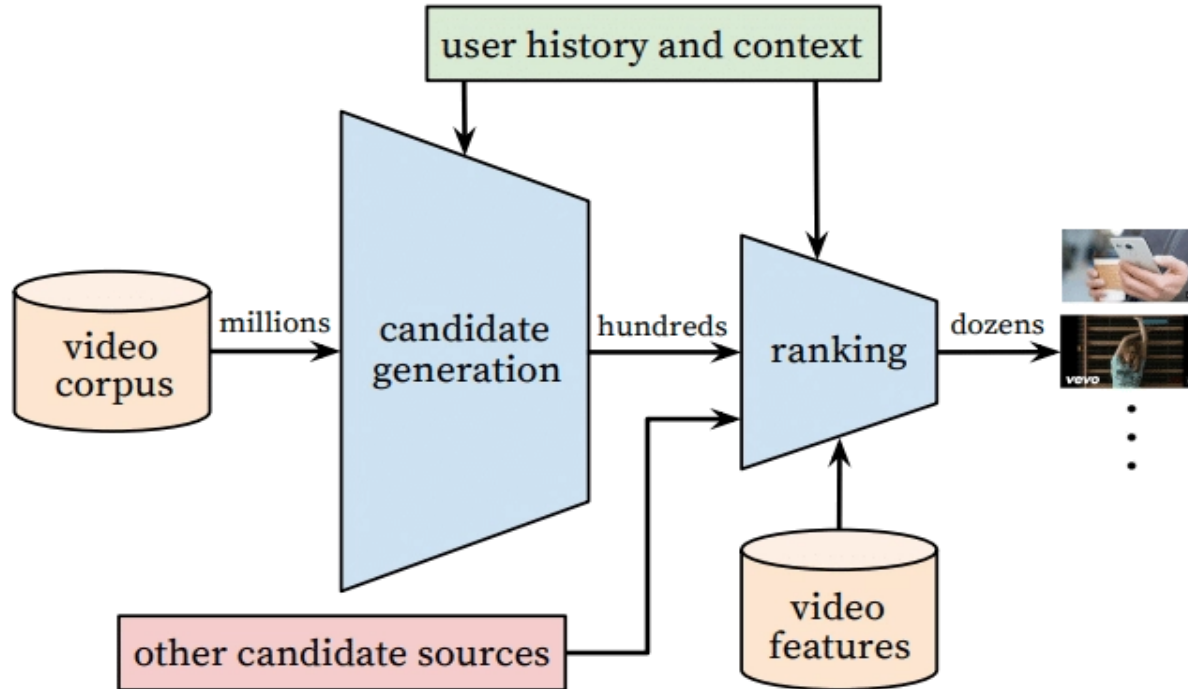 user history and context
millions
hundreds
dozens
video
corpus
candidate
generation
ranking
vevo
other candidate sources
video
features